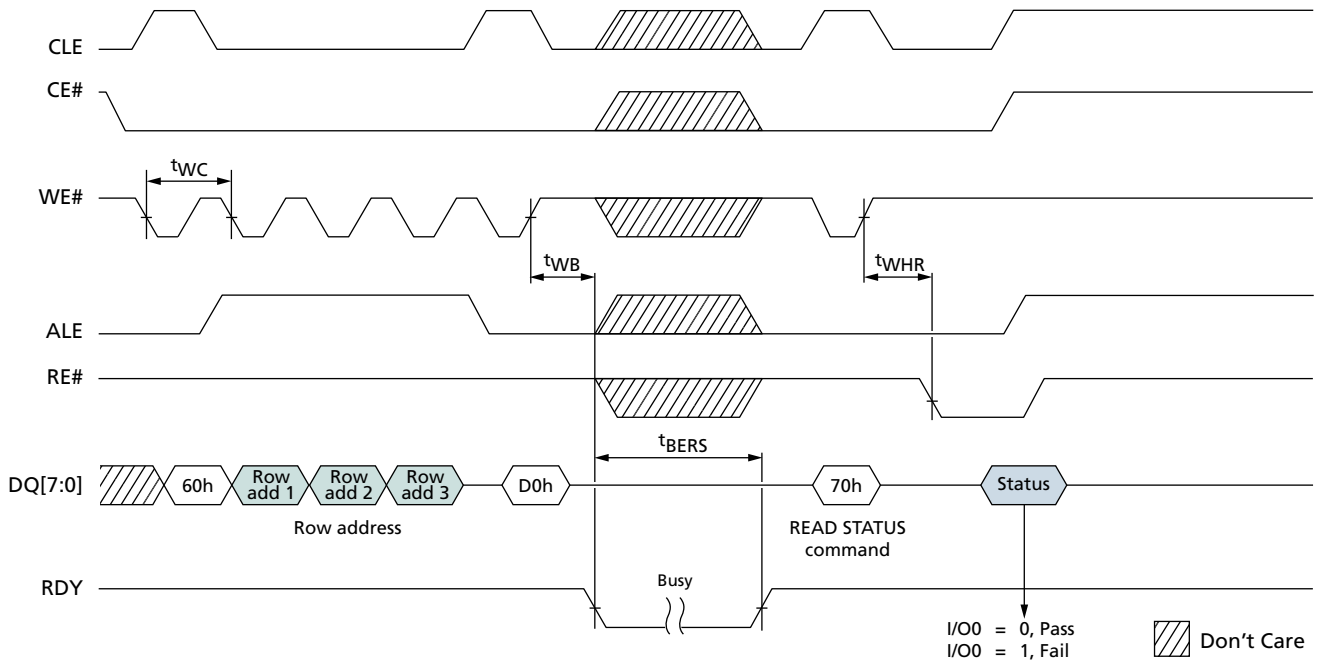 CLE
CE#
tWC
WE#
tWB
tWHR
ALE
RE#
tBERS
DQ[7:0]
60h
Row
add 1
Row
add 2
Row
add 3
D0h
70h
Status
Row address
READ STATUS
command
RDY
Busy
I/O0 = 0, Pass
I/O0 = 1, Fail
Don't Care